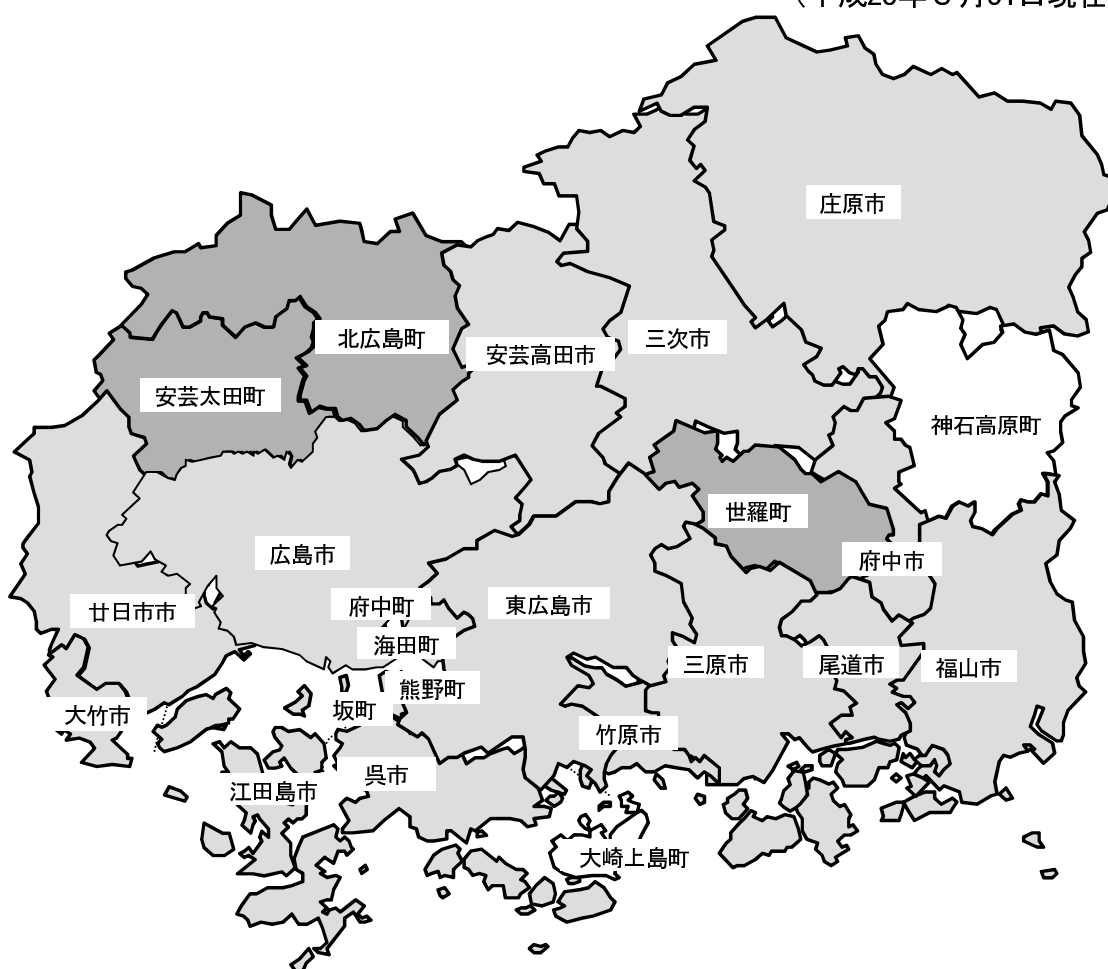 庄原市
北広島町
三次市
安芸高田市
安芸太田町
神石高原町
世羅町
広島市
府中市
廿日市市
府中町
東広島市
海田町
三原市
尾道市
福山市
熊野町
坂町
大竹市
竹原市
呉市
江田島市
大崎上島町